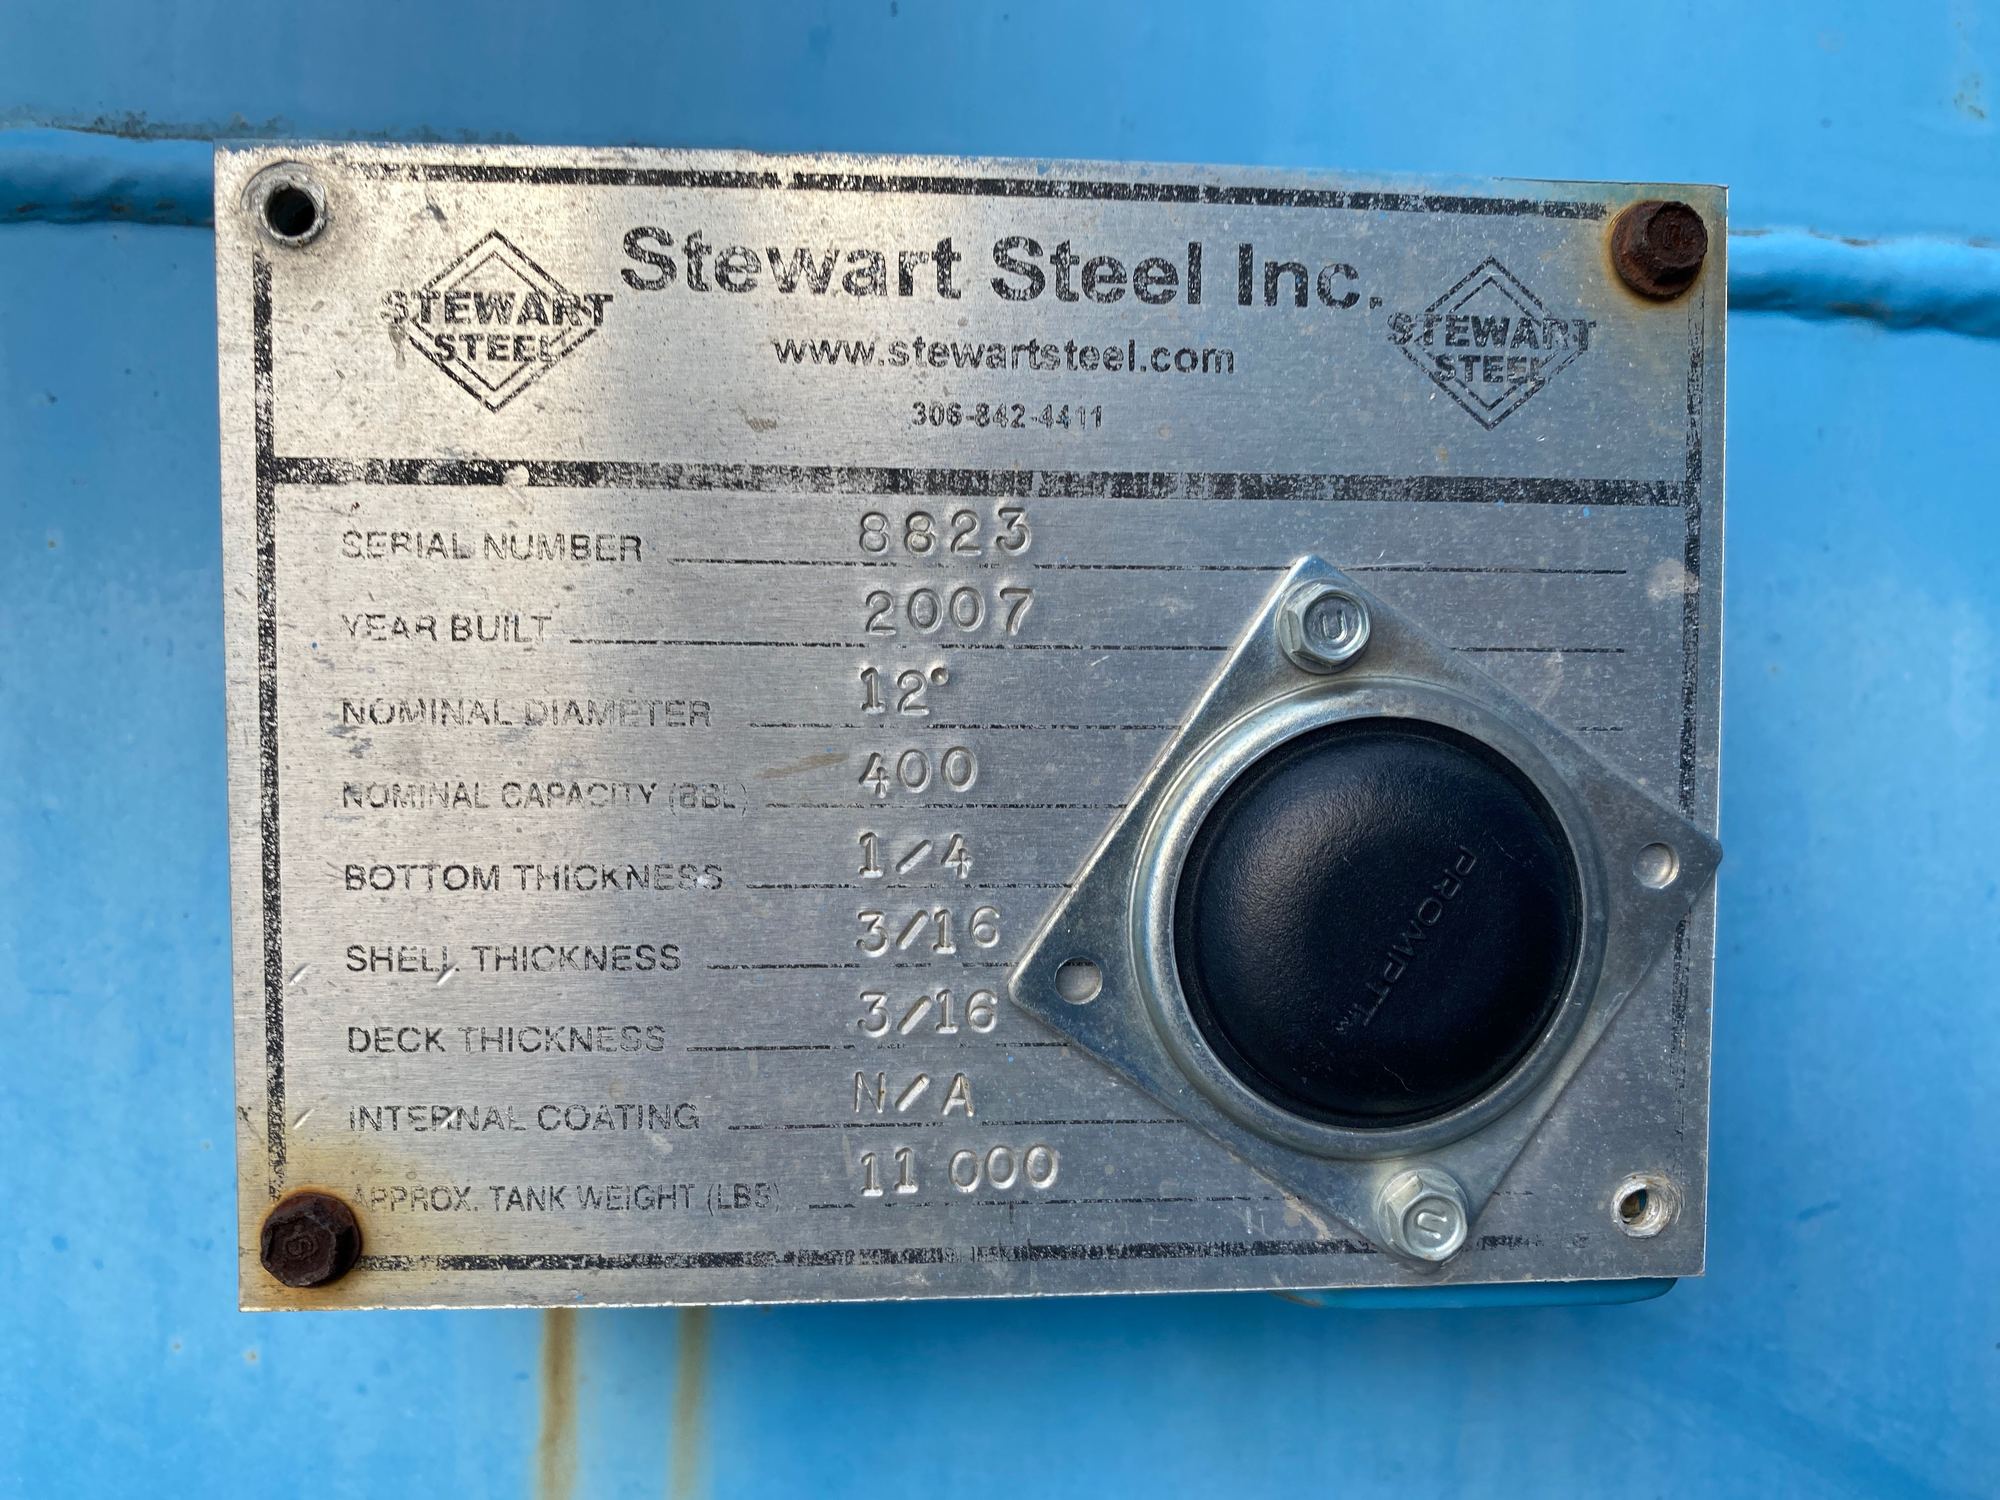 STEWART STEEL
Stewart Steel Inc.
www.stewartsteel.com
306-842-4411
STEWART STEEL
SERIAL NUMBER 8823
YEAR BUILT 2007
NOMINAL DIAMETER 12°
NOMINAL CAPACITY (BBL) 400
BOTTOM THICKNESS 1/4
SHELL THICKNESS 3/16
DECK THICKNESS 3/16
INTERNAL COATING N/A
APPROX. TANK WEIGHT (LBS) 11 000
PROMPT™